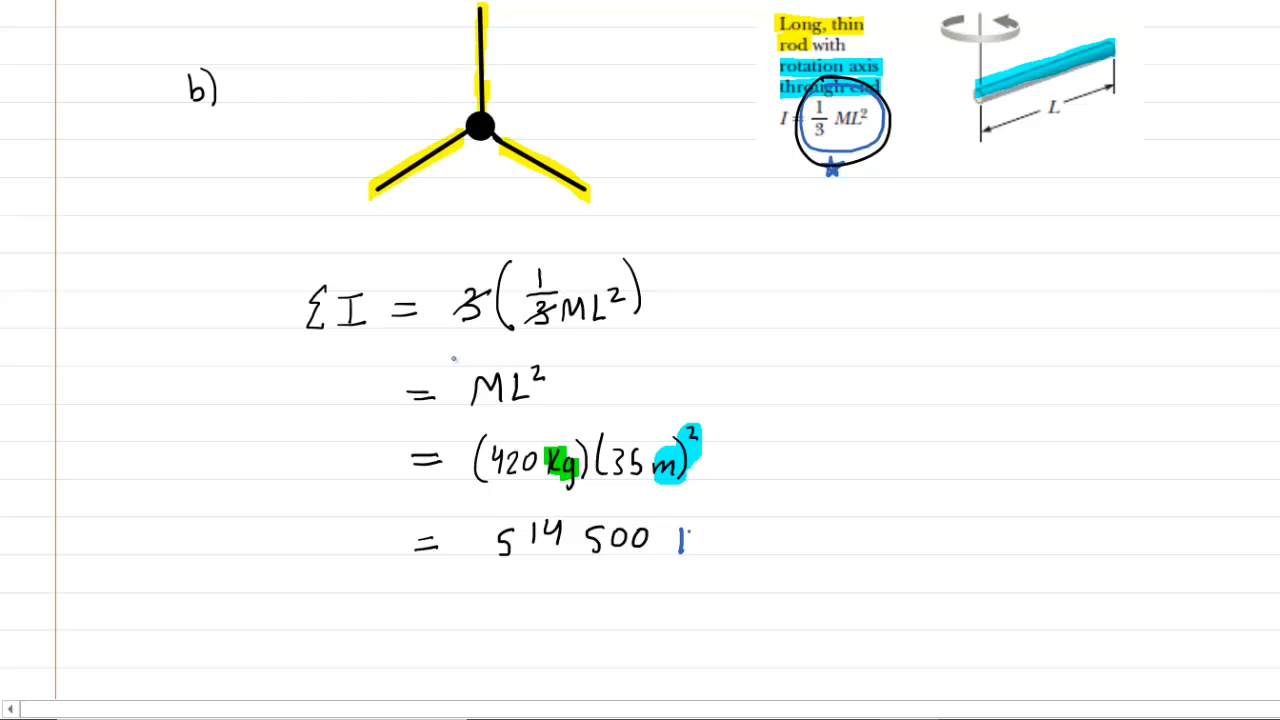 b)
Long, thin
rod with
rotation axis
through end
I = 1/3 ML²
L
ΣI = 3(1/3 ML²)
= ML²
= (420 kg)(35 m)²
= 514 500